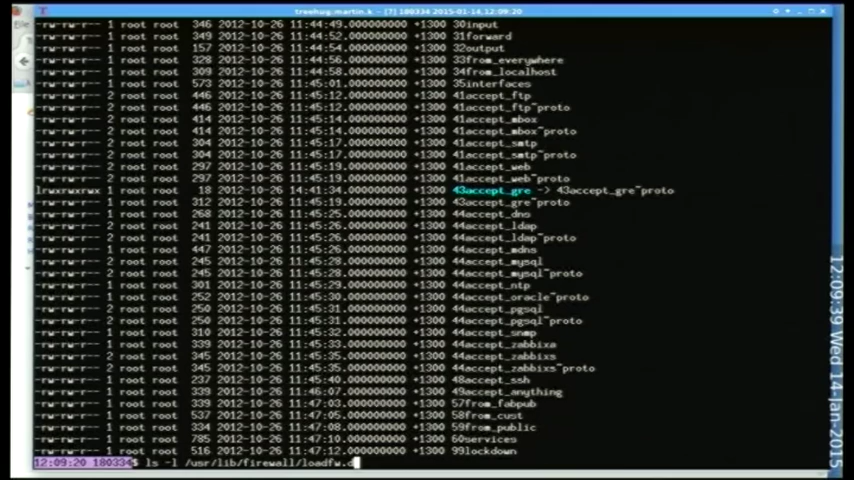 treehug:martin.k - [7] 180334 2015-01-14,12:09:20
-rw-rw-r-- 1 root root 346 2012-10-26 11:44:49.000000000 +1300 30input
-rw-rw-r-- 1 root root 349 2012-10-26 11:44:52.000000000 +1300 31forward
-rw-rw-r-- 1 root root 157 2012-10-26 11:44:54.000000000 +1300 32output
-rw-rw-r-- 1 root root 328 2012-10-26 11:44:56.000000000 +1300 33from_everywhere
-rw-rw-r-- 1 root root 309 2012-10-26 11:44:58.000000000 +1300 34from_localhost
-rw-rw-r-- 1 root root 573 2012-10-26 11:45:01.000000000 +1300 35interfaces
-rw-rw-r-- 2 root root 446 2012-10-26 11:45:12.000000000 +1300 41accept_ftp
-rw-rw-r-- 2 root root 446 2012-10-26 11:45:12.000000000 +1300 41accept_ftp~proto
-rw-rw-r-- 2 root root 414 2012-10-26 11:45:14.000000000 +1300 41accept_mbox
-rw-rw-r-- 2 root root 414 2012-10-26 11:45:14.000000000 +1300 41accept_mbox~proto
-rw-rw-r-- 2 root root 304 2012-10-26 11:45:17.000000000 +1300 41accept_smtp
-rw-rw-r-- 2 root root 304 2012-10-26 11:45:17.000000000 +1300 41accept_smtp~proto
-rw-rw-r-- 2 root root 297 2012-10-26 11:45:19.000000000 +1300 41accept_web
-rw-rw-r-- 2 root root 297 2012-10-26 11:45:19.000000000 +1300 41accept_web~proto
lrwxrwxrwx 1 root root 18 2012-10-26 14:41:34.000000000 +1300 43accept_gre -> 43accept_gre~proto
-rw-rw-r-- 1 root root 312 2012-10-26 11:45:19.000000000 +1300 43accept_gre~proto
-rw-rw-r-- 1 root root 268 2012-10-26 11:45:25.000000000 +1300 44accept_dns
-rw-rw-r-- 2 root root 241 2012-10-26 11:45:26.000000000 +1300 44accept_ldap
-rw-rw-r-- 2 root root 241 2012-10-26 11:45:26.000000000 +1300 44accept_ldap~proto
-rw-rw-r-- 1 root root 447 2012-10-26 11:45:26.000000000 +1300 44accept_mdns
-rw-rw-r-- 2 root root 245 2012-10-26 11:45:28.000000000 +1300 44accept_mysql
-rw-rw-r-- 2 root root 245 2012-10-26 11:45:28.000000000 +1300 44accept_mysql~proto
-rw-rw-r-- 1 root root 301 2012-10-26 11:45:29.000000000 +1300 44accept_ntp
-rw-rw-r-- 1 root root 252 2012-10-26 11:45:30.000000000 +1300 44accept_oracle~proto
-rw-rw-r-- 2 root root 250 2012-10-26 11:45:31.000000000 +1300 44accept_pgsql
-rw-rw-r-- 2 root root 250 2012-10-26 11:45:31.000000000 +1300 44accept_pgsql~proto
-rw-rw-r-- 1 root root 310 2012-10-26 11:45:32.000000000 +1300 44accept_snmp
-rw-rw-r-- 1 root root 339 2012-10-26 11:45:33.000000000 +1300 44accept_zabbixa
-rw-rw-r-- 2 root root 345 2012-10-26 11:45:35.000000000 +1300 44accept_zabbixs
-rw-rw-r-- 2 root root 345 2012-10-26 11:45:35.000000000 +1300 44accept_zabbixs~proto
-rw-rw-r-- 1 root root 237 2012-10-26 11:45:40.000000000 +1300 48accept_ssh
-rw-rw-r-- 1 root root 339 2012-10-26 11:46:07.000000000 +1300 49accept_anything
-rw-rw-r-- 1 root root 339 2012-10-26 11:47:03.000000000 +1300 57from_fabpub
-rw-rw-r-- 1 root root 537 2012-10-26 11:47:05.000000000 +1300 58from_cust
-rw-rw-r-- 1 root root 334 2012-10-26 11:47:08.000000000 +1300 59from_public
-rw-rw-r-- 1 root root 785 2012-10-26 11:47:09.000000000 +1300 60services
-rw-rw-r-- 1 root root 516 2012-10-26 11:47:12.000000000 +1300 99lockdown
12:09:20 180334$ ls -l /usr/lib/firewall/loadfw.d
12:09:39 Wed 14-Jan-2015